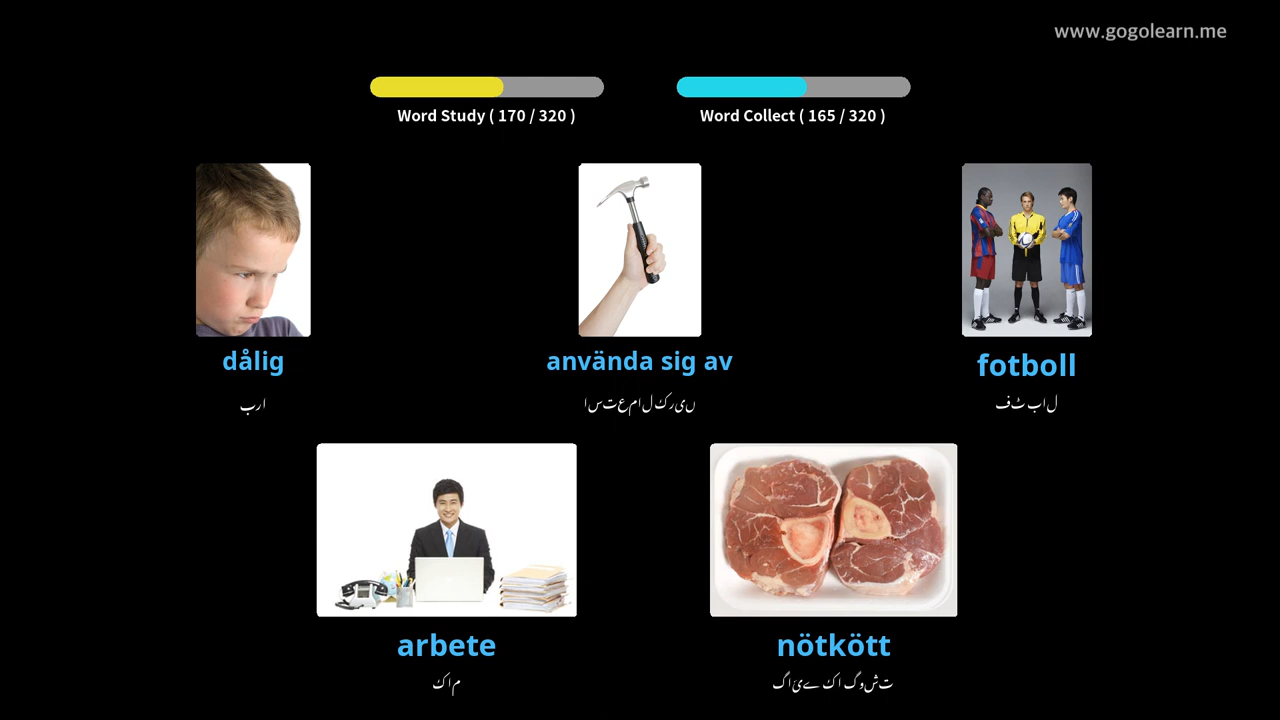 www.gogolearn.me
Word Study ( 170 / 320 )
Word Collect ( 165 / 320 )
dålig
برا
använda sig av
استعمال کریں
fotboll
فٹ بال
arbete
کام
nötkött
گائے کا گوشت